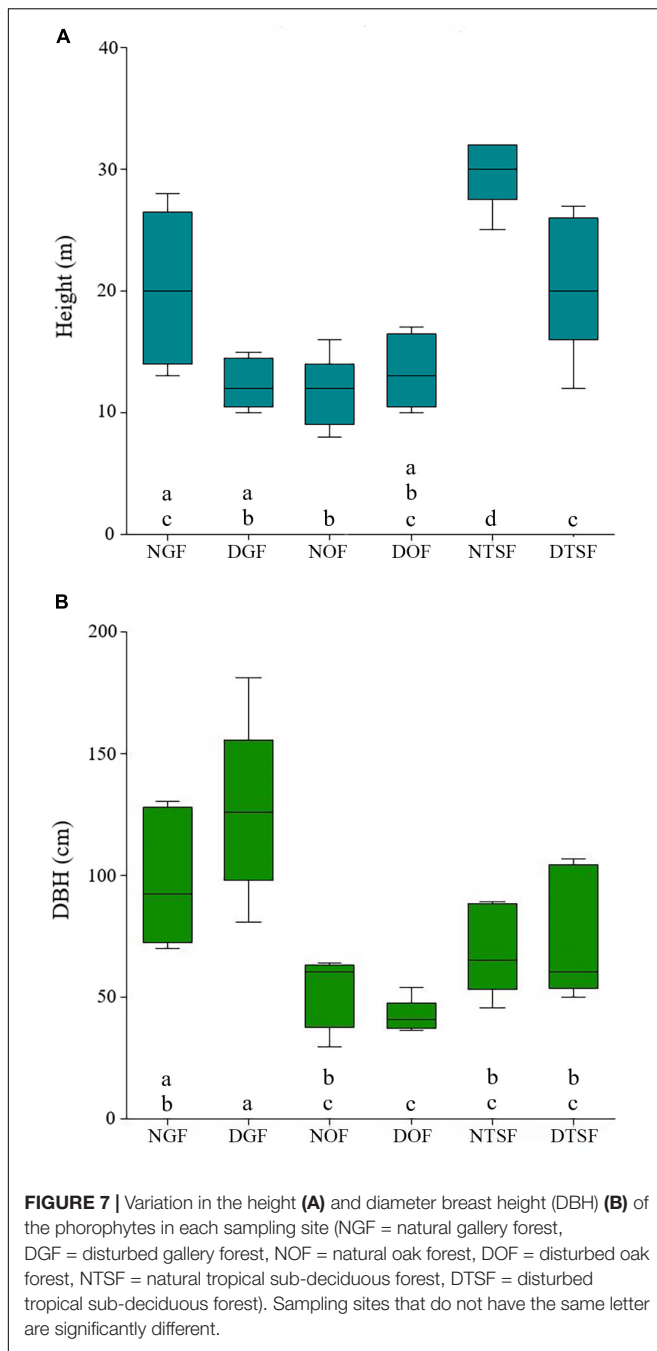 A
40
30
20
10
0
Height (m)
a
a
a
b
c
b
b
c
d
c
NGF DGF NOF DOF NTSF DTSF
B
200
150
100
50
0
DBH (cm)
a
b
b
b
b
a
c
c
c
c
NGF DGF NOF DOF NTSF DTSF
FIGURE 7 | Variation in the height (A) and diameter breast height (DBH) (B) of
the phorophytes in each sampling site (NGF = natural gallery forest,
DGF = disturbed gallery forest, NOF = natural oak forest, DOF = disturbed oak
forest, NTSF = natural tropical sub-deciduous forest, DTSF = disturbed
tropical sub-deciduous forest). Sampling sites that do not have the same letter
are significantly different.